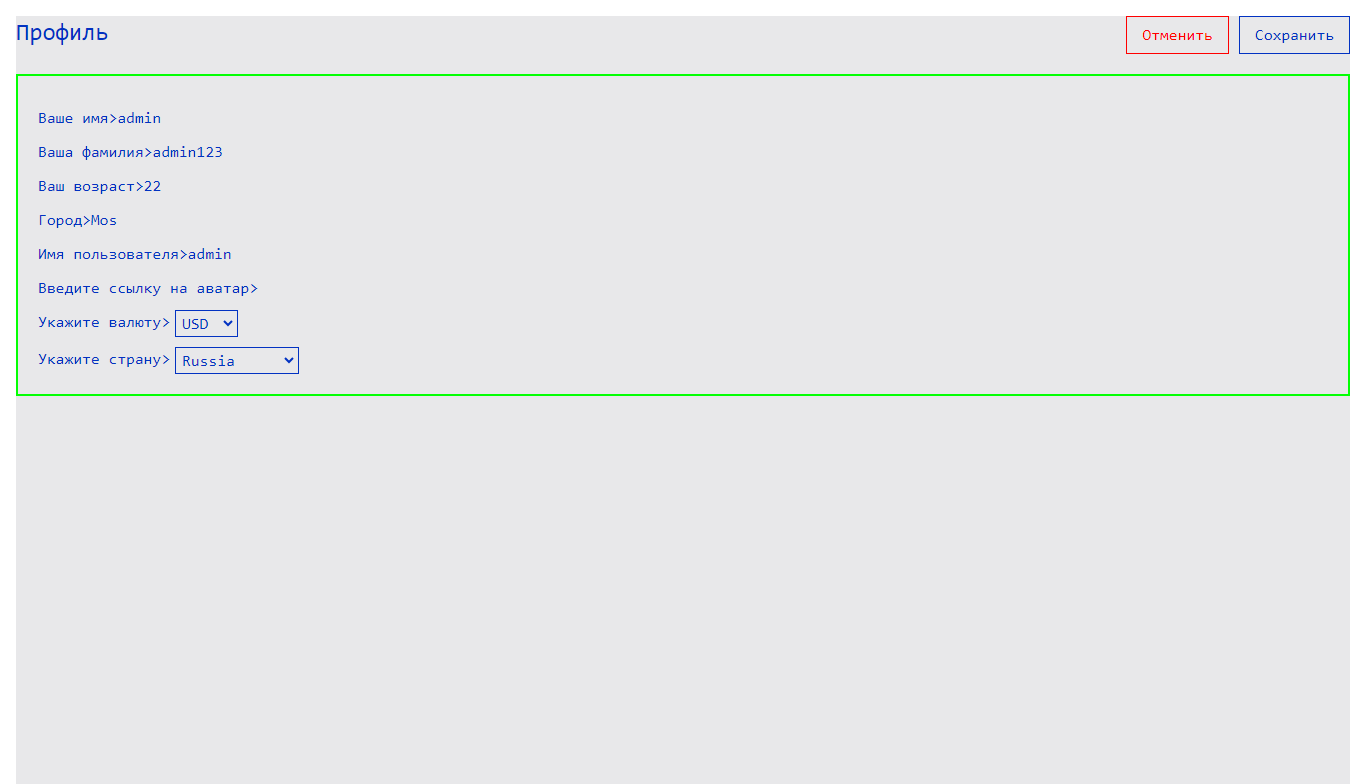 Профиль
Отменить
Сохранить
Ваше имя>admin
Ваша фамилия>admin123
Ваш возраст>22
Город>Mos
Имя пользователя>admin
Введите ссылку на аватар>
Укажите валюту> USD
Укажите страну> Russia